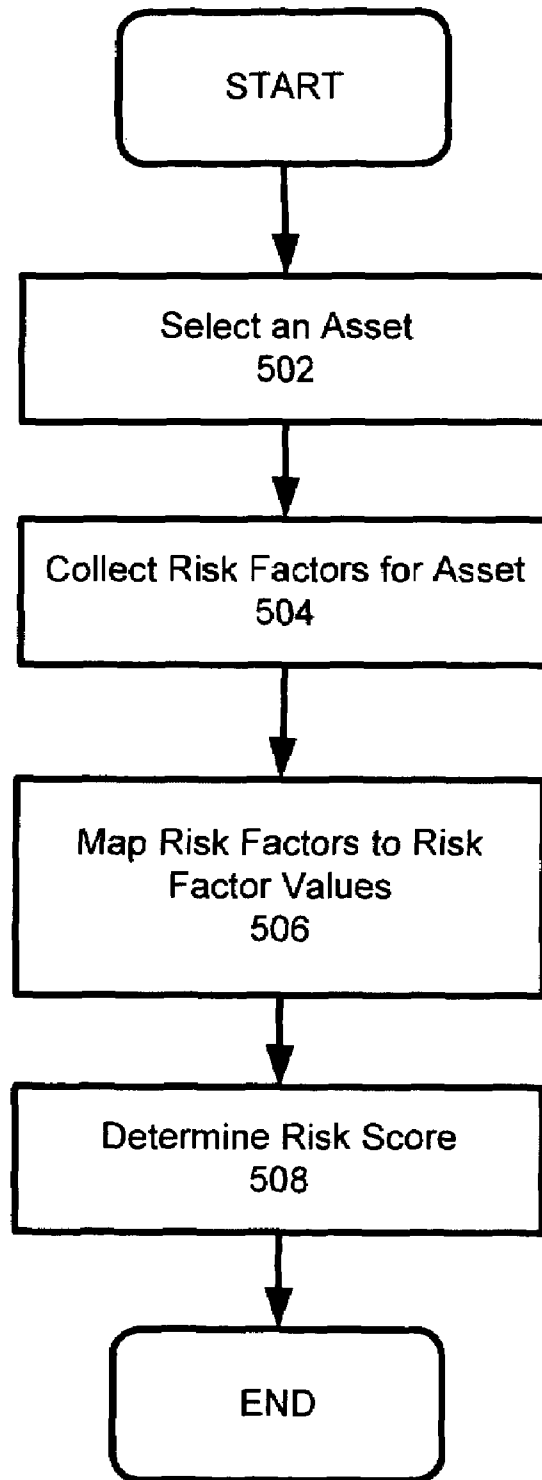 START
Select an Asset
502
Collect Risk Factors for Asset
504
Map Risk Factors to Risk
Factor Values
506
Determine Risk Score
508
END